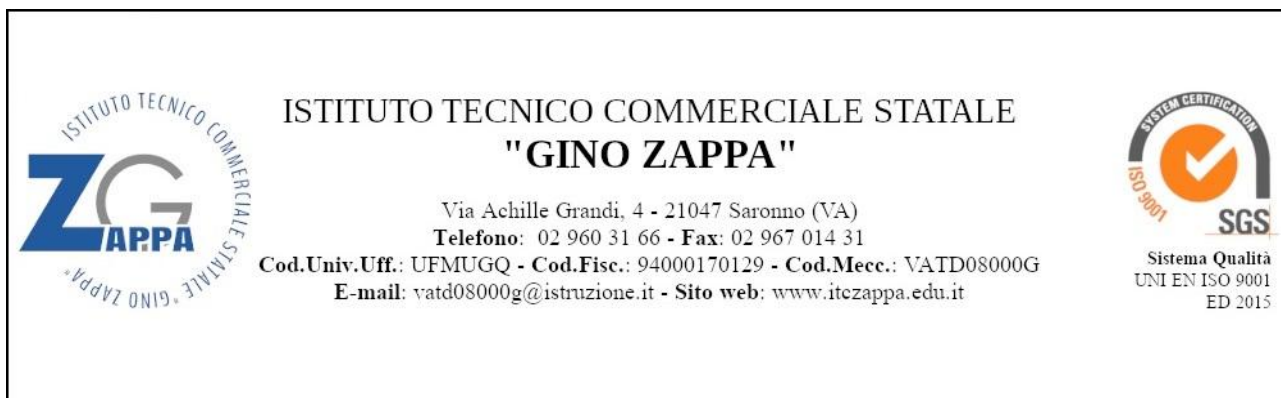 ISTITUTO TECNICO COMMERCIALE STATALE "GINO ZAPPA"
ZG
APPA
ISTITUTO TECNICO COMMERCIALE STATALE
"GINO ZAPPA"
Via Achille Grandi, 4 - 21047 Saronno (VA)
Telefono: 02 960 31 66 - Fax: 02 967 014 31
Cod.Univ.Uff.: UFMUGQ - Cod.Fisc.: 94000170129 - Cod.Mecc.: VATD08000G
E-mail: vatd08000g@istruzione.it - Sito web: www.itczappa.edu.it
SYSTEM CERTIFICATION
ISO 9001
SGS
Sistema Qualità
UNI EN ISO 9001
ED 2015